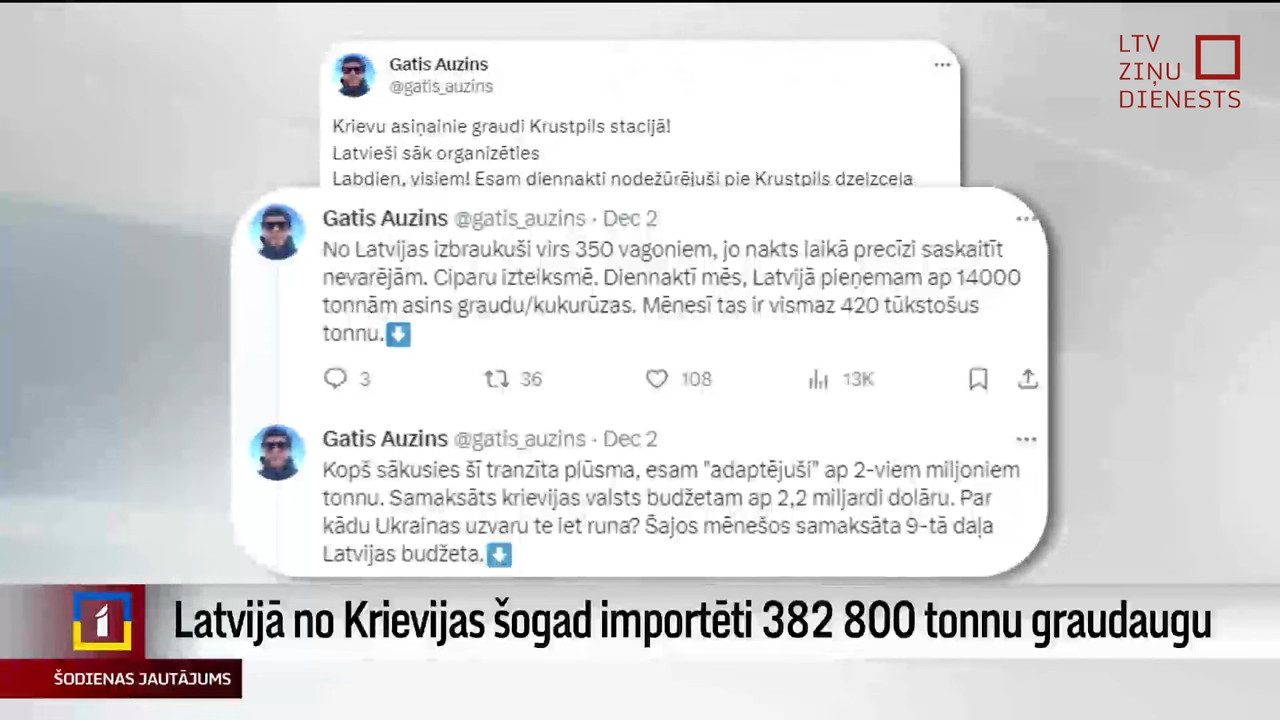 LTV
ZIŅU
DIENESTS
Gatis Auzins
@gatis_auzins
Krievu asiņainie graudi Krustpils stacijā!
Latvieši sāk organizēties
Labdien, visiem! Esam diennakti nodežūrējuši pie Krustpils dzelzceļa
Gatis Auzins @gatis_auzins · Dec 2
No Latvijas izbraukuši virs 350 vagoniem, jo nakts laikā precīzi saskaitīt
nevarējām. Ciparu izteiksmē. Diennaktī mēs, Latvijā pieņemam ap 14000
tonnām asins graudu/kukurūzas. Mēnesī tas ir vismaz 420 tūkstošus
tonnu.⬇
3 36 108 13K
Gatis Auzins @gatis_auzins · Dec 2
Kopš sākusies šī tranzīta plūsma, esam "adaptējuši" ap 2-viem miljoniem
tonnu. Samaksāts krievijas valsts budžetam ap 2,2 miljardi dolāru. Par
kādu Ukrainas uzvaru te iet runa? Šajos mēnešos samaksāta 9-tā daļa
Latvijas budžeta.⬇
1 Latvijā no Krievijas šogad importēti 382 800 tonnu graudaugu
ŠODIENAS JAUTĀJUMS